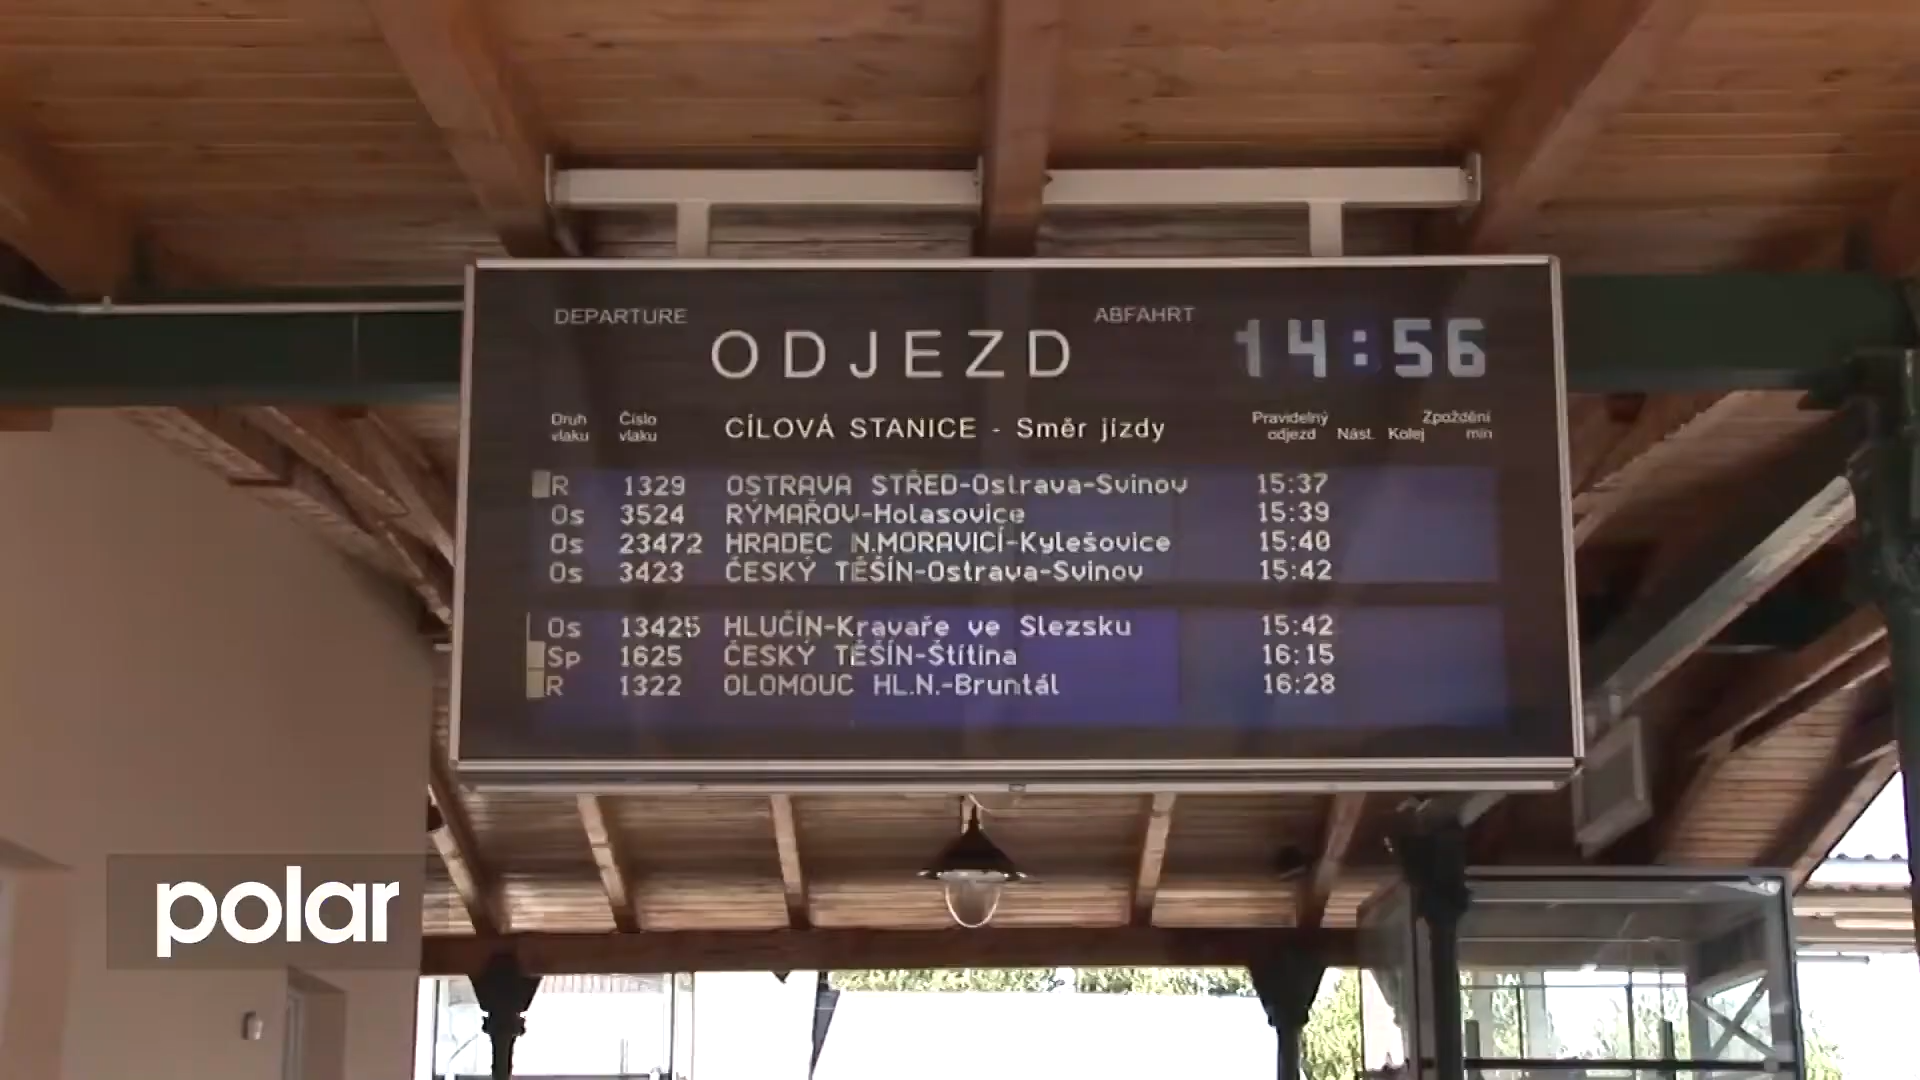 DEPARTURE ABFAHRT
ODJEZD 14:56
Druh vlaku Číslo vlaku CÍLOVÁ STANICE - Směr jízdy Pravidelný odjezd Nást. Kolej Zpoždění min
R 1329 OSTRAVA STŘED-Ostrava-Svinov 15:37
Os 3524 RÝMAŘOV-Holasovice 15:39
Os 23472 HRADEC N.MORAVICÍ-Kylešovice 15:40
Os 3423 ČESKÝ TĚŠÍN-Ostrava-Svinov 15:42
Os 13425 HLUČÍN-Kravaře ve Slezsku 15:42
Sp 1625 ČESKÝ TĚŠÍN-Štítina 16:15
R 1322 OLOMOUC HL.N.-Bruntál 16:28
polar